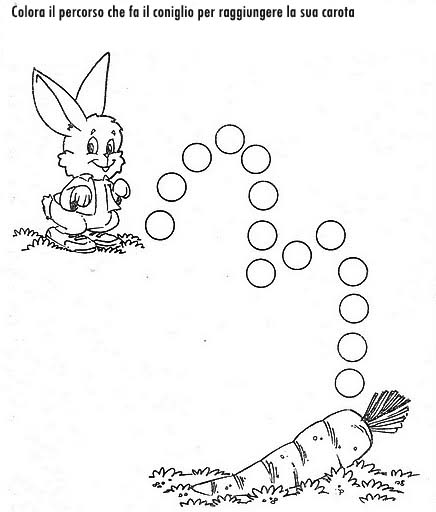 Colora il percorso che fa il coniglio per raggiungere la sua carota